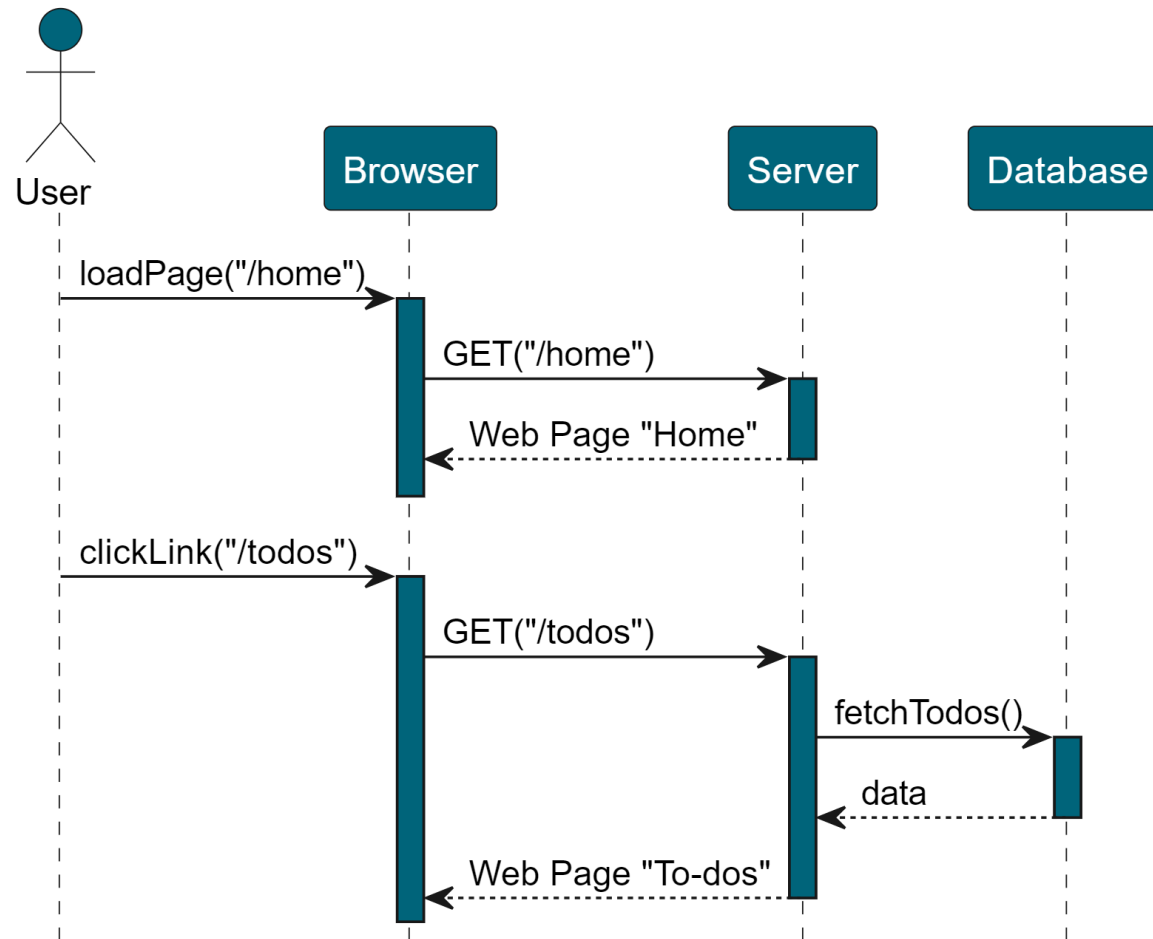 Browser
Server
Database
User
loadPage("/home")
GET("/home")
Web Page "Home"
clickLink("/todos")
GET("/todos")
fetchTodos()
data
Web Page "To-dos"